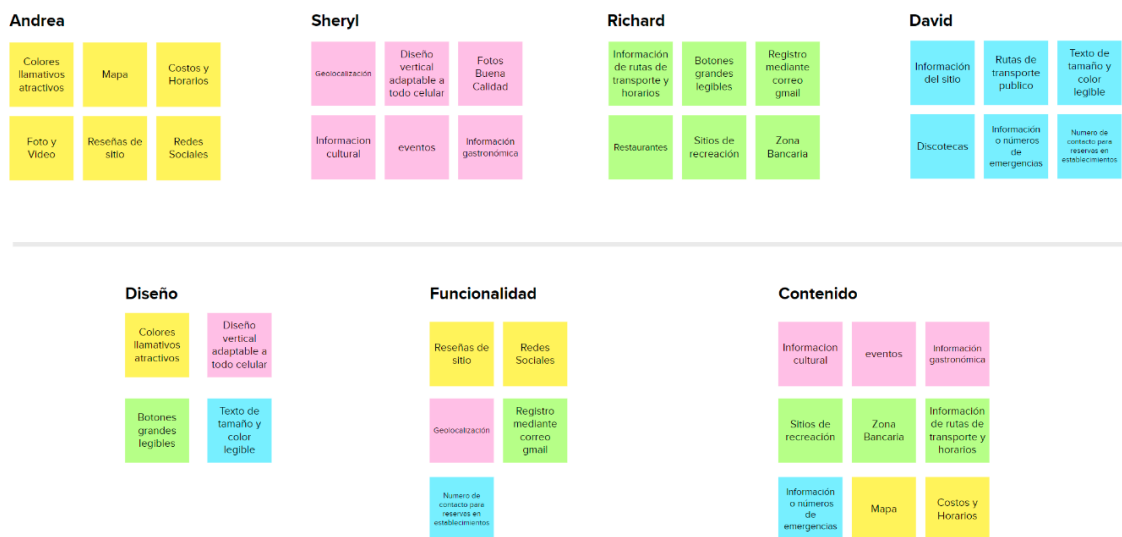 Andrea
Colores
llamativos
atractivos
Mapa
Costos y
Horarios
Foto y
Video
Reseñas de
sitio
Redes
Sociales
Sheryl
Geolocalización
Diseño
vertical
adaptable a
todo celular
Fotos
Buena
Calidad
Informacion
cultural
eventos
Información
gastronómica
Richard
Información
de rutas de
transporte y
horarios
Botones
grandes
legibles
Registro
mediante
correo
gmail
Restaurantes
Sitios de
recreación
Zona
Bancaria
David
Información
del sitio
Rutas de
transporte
publico
Texto de
tamaño y
color
legible
Discotecas
Información
o números
de
emergencias
Numero de
contacto para
reservas en
establecimientos
Diseño
Colores
llamativos
atractivos
Diseño
vertical
adaptable a
todo celular
Botones
grandes
legibles
Texto de
tamaño y
color
legible
Funcionalidad
Reseñas de
sitio
Redes
Sociales
Geolocalización
Registro
mediante
correo
gmail
Numero de
contacto para
reservas en
establecimientos
Contenido
Informacion
cultural
eventos
Información
gastronómica
Sitios de
recreación
Zona
Bancaria
Información
de rutas de
transporte y
horarios
Información
o números
de
emergencias
Mapa
Costos y
Horarios